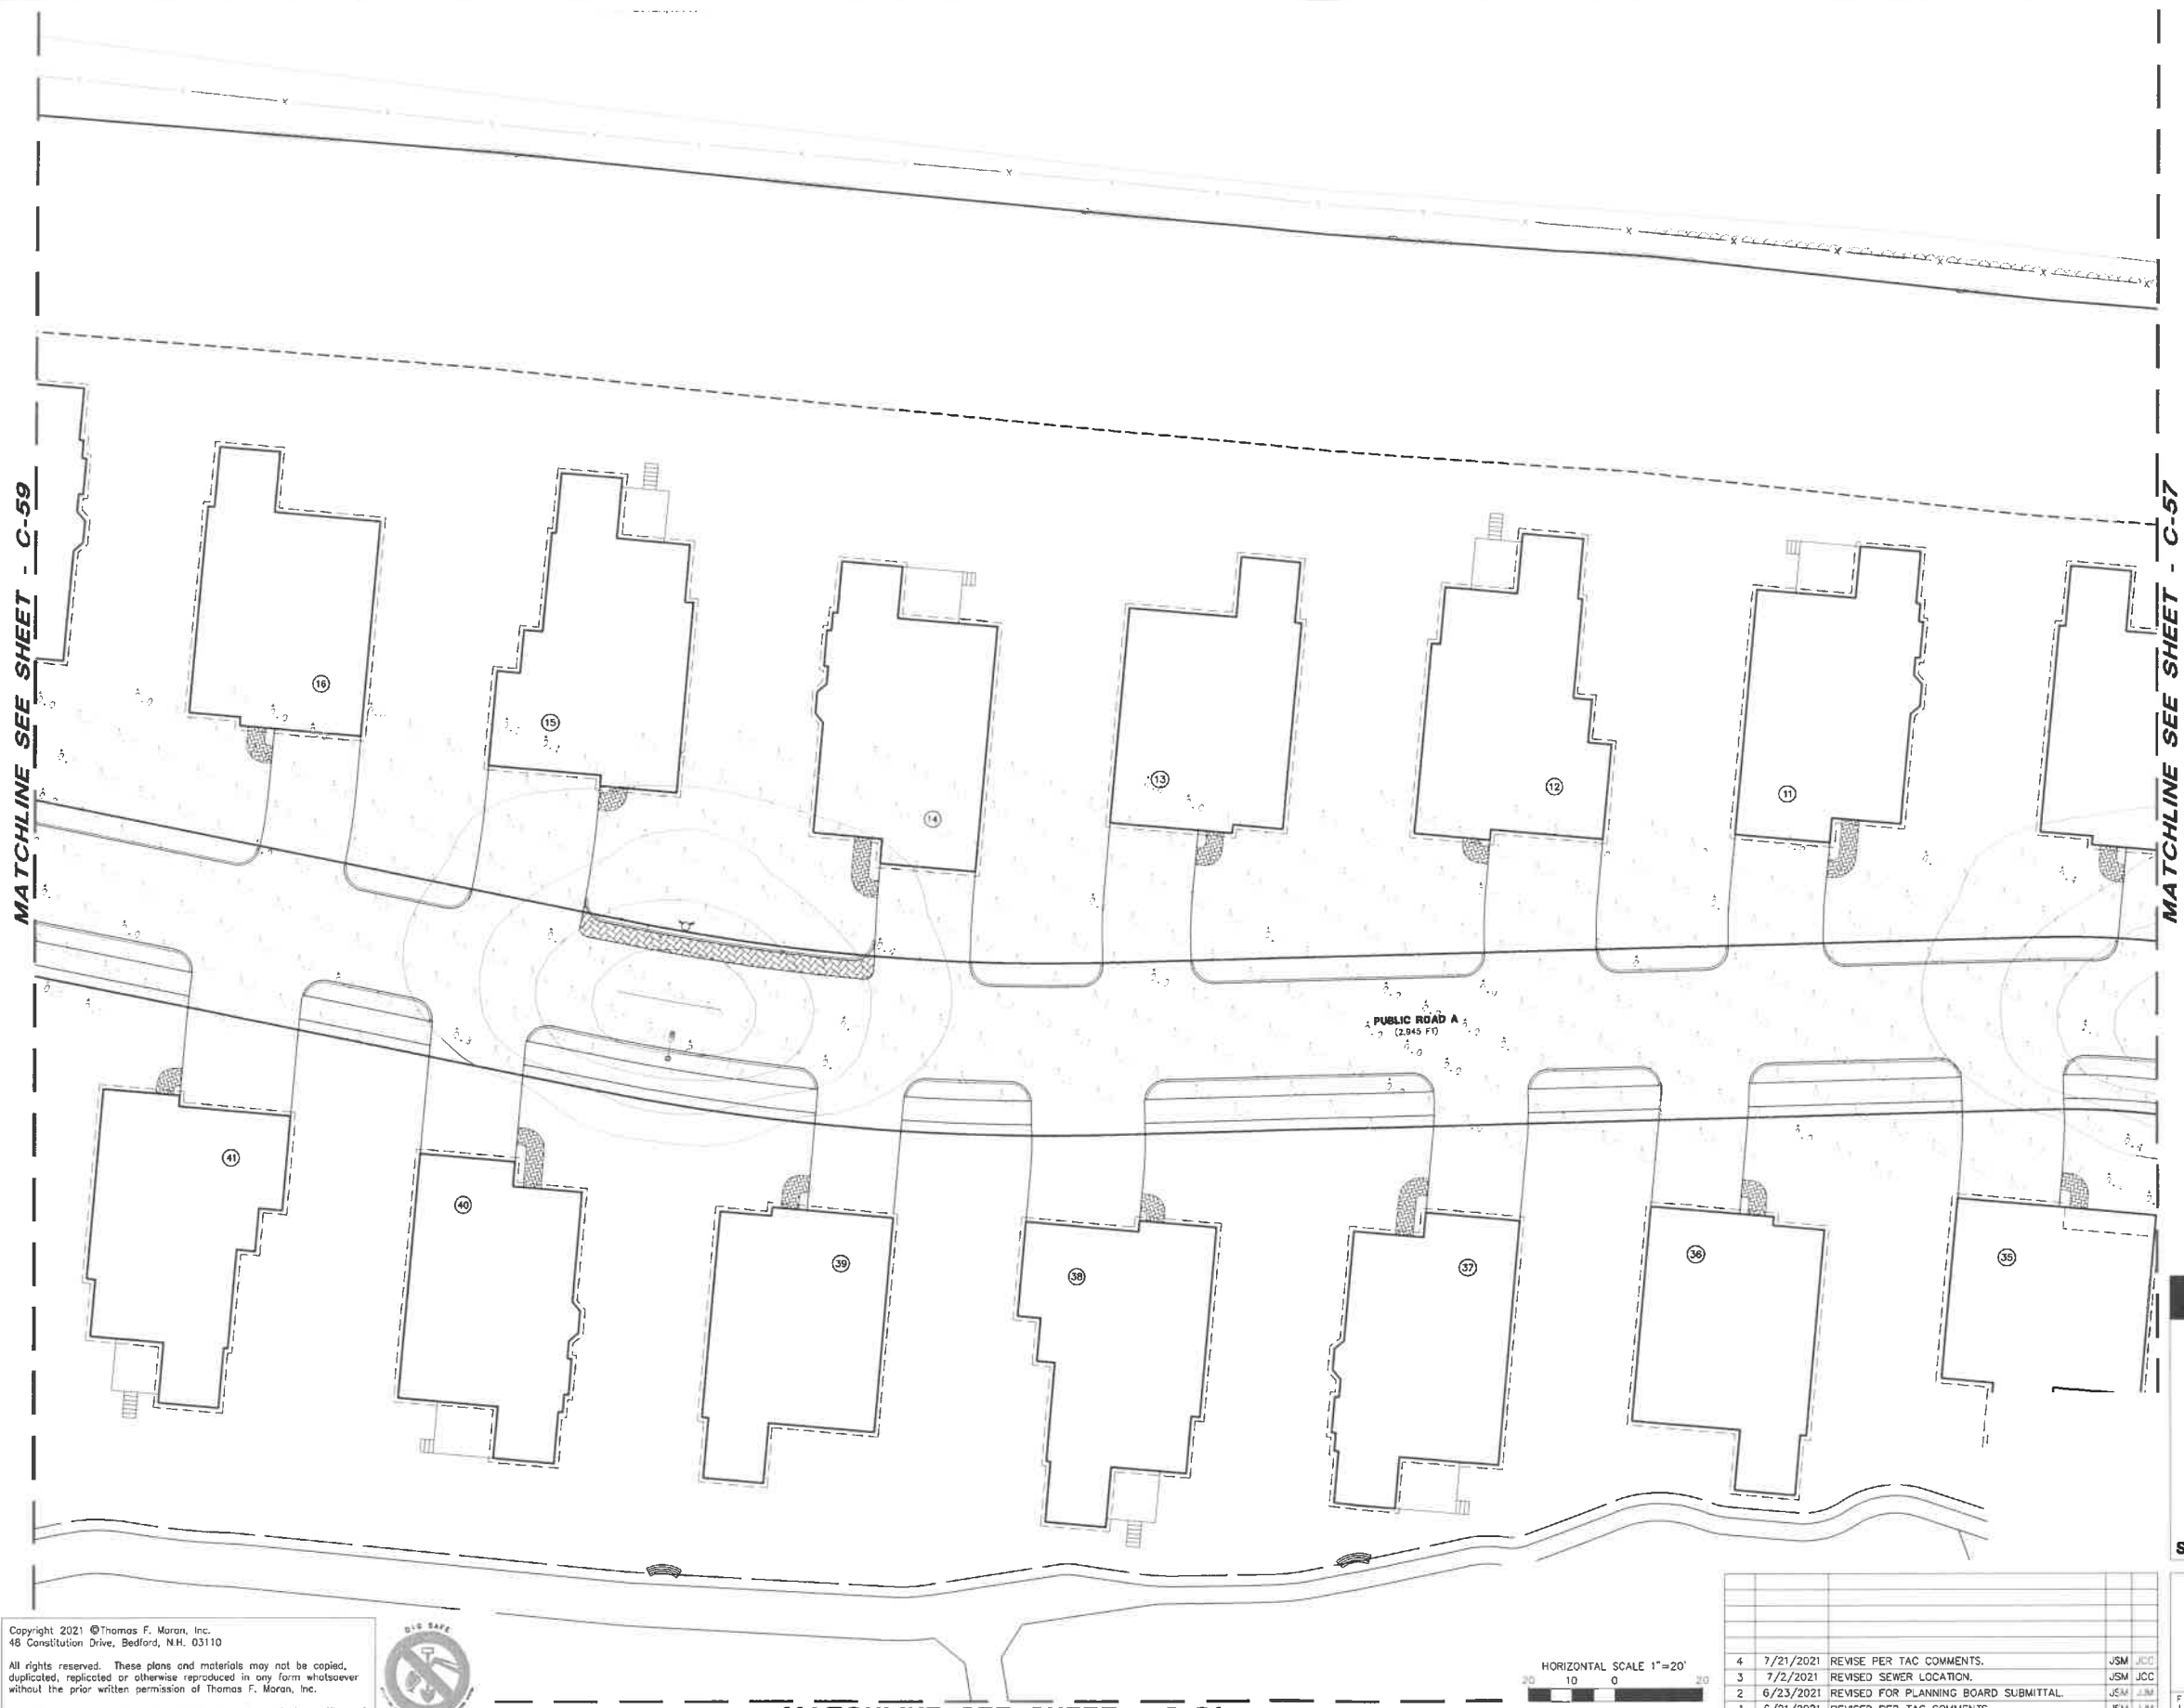 MATCHLINE SEE SHEET - C-59
MATCHLINE SEE SHEET - C-57
16
15
14
13
12
11
PUBLIC ROAD A
(2,945 FT)
41
40
39
38
37
36
35
Copyright 2021 ©Thomas F. Moran, Inc.
48 Constitution Drive, Bedford, N.H. 03110
All rights reserved. These plans and materials may not be copied,
duplicated, replicated or otherwise reproduced in any form whatsoever
without the prior written permission of Thomas F. Moran, Inc.
DIG SAFE
HORIZONTAL SCALE 1"=20'
20 10 0 20
4 7/21/2021 REVISE PER TAC COMMENTS. JSM JCC
3 7/2/2021 REVISED SEWER LOCATION. JSM JCC
2 6/23/2021 REVISED FOR PLANNING BOARD SUBMITTAL. JSM